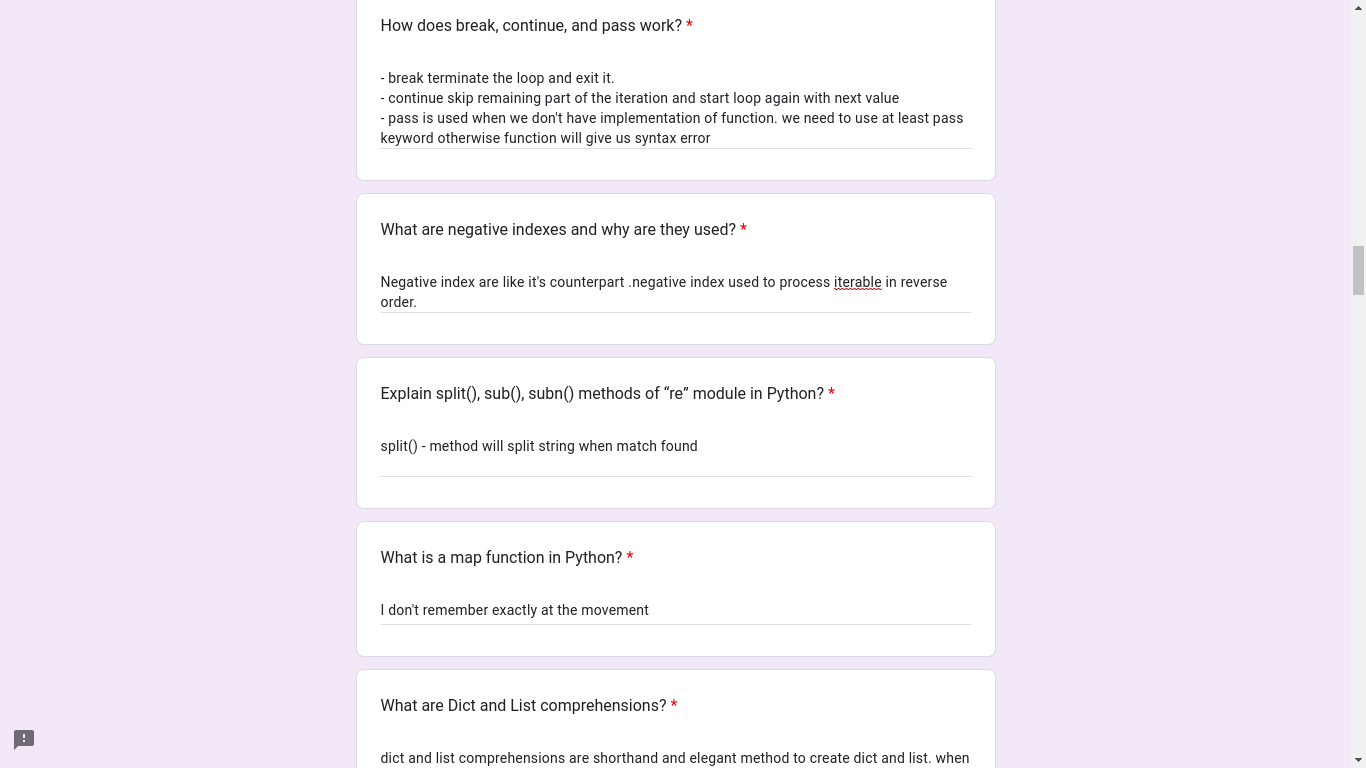 How does break, continue, and pass work? *
- break terminate the loop and exit it.
- continue skip remaining part of the iteration and start loop again with next value
- pass is used when we don't have implementation of function. we need to use at least pass
keyword otherwise function will give us syntax error
What are negative indexes and why are they used? *
Negative index are like it's counterpart .negative index used to process iterable in reverse
order.
Explain split(), sub(), subn() methods of “re” module in Python? *
split() - method will split string when match found
What is a map function in Python? *
I don't remember exactly at the movement
What are Dict and List comprehensions? *
dict and list comprehensions are shorthand and elegant method to create dict and list. when